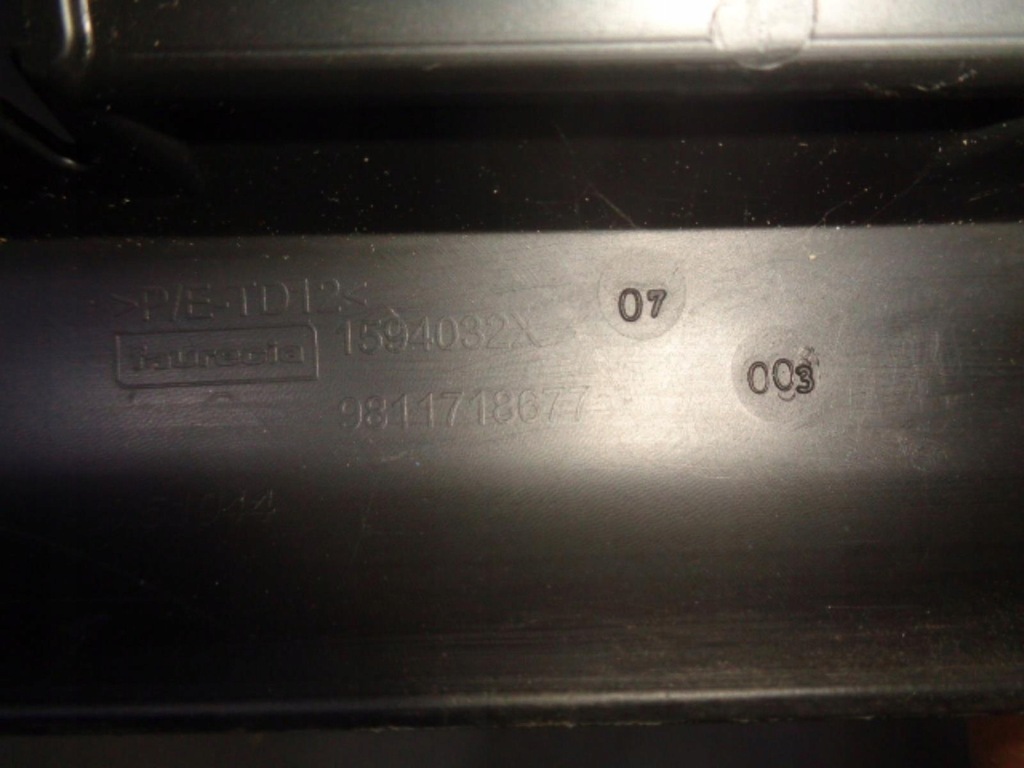 >P/E-TD12<
faurecia
1594032X
9811718677
07
003